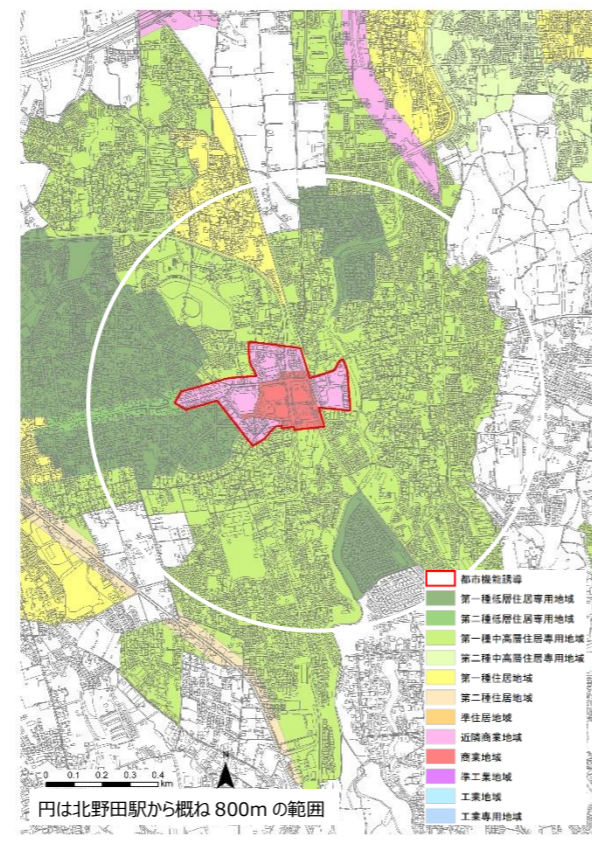 都市機能誘導
第一種低層住居専用地域
第二種低層住居専用地域
第一種中高層住居専用地域
第二種中高層住居専用地域
第一種住居地域
第二種住居地域
準住居地域
近隣商業地域
商業地域
準工業地域
工業地域
工業専用地域
N
0 0.1 0.2 0.3 0.4
km
円は北野田駅から概ね 800m の範囲